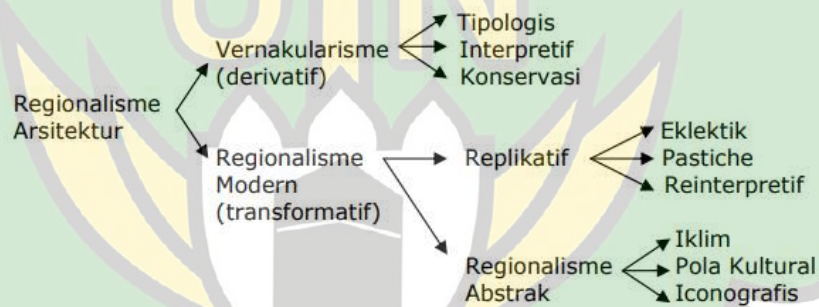 UIN
Tipologis
Vernakularisme
(derivatif)
Interpretif
Konservasi
Regionalisme
Arsitektur
Regionalisme
Modern
(transformatif)
Replikatif
Eklektik
Pastiche
Reinterpretif
Regionalisme
Abstrak
Iklim
Pola Kultural
Iconografis